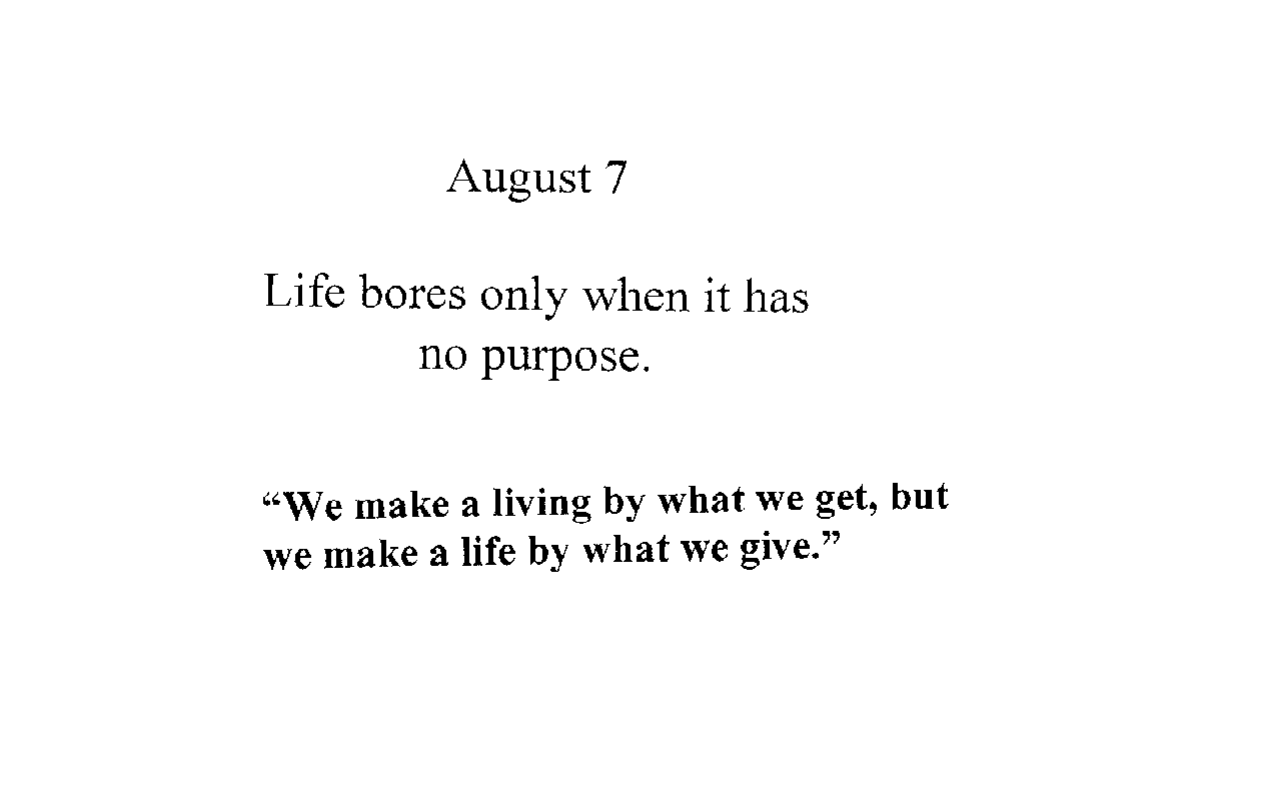 August 7
Life bores only when it has
no purpose.
“We make a living by what we get, but
we make a life by what we give.”